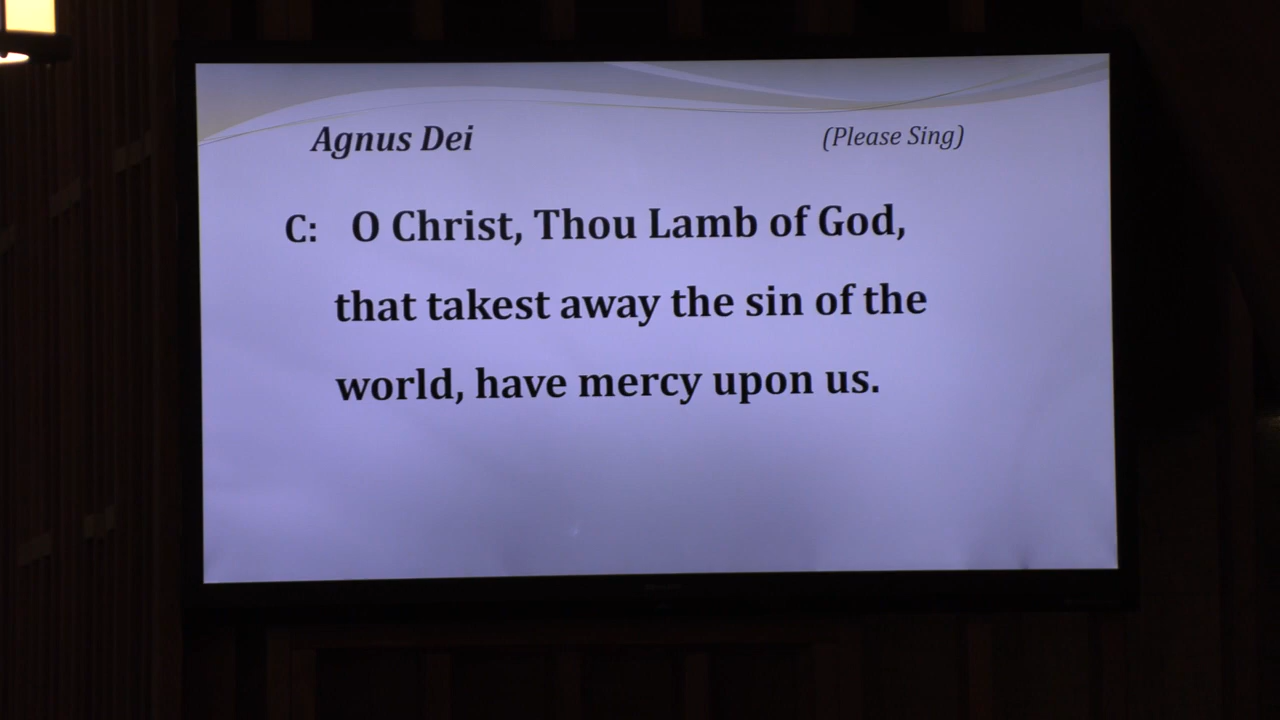 Agnus Dei (Please Sing)
C: O Christ, Thou Lamb of God,
that takest away the sin of the
world, have mercy upon us.